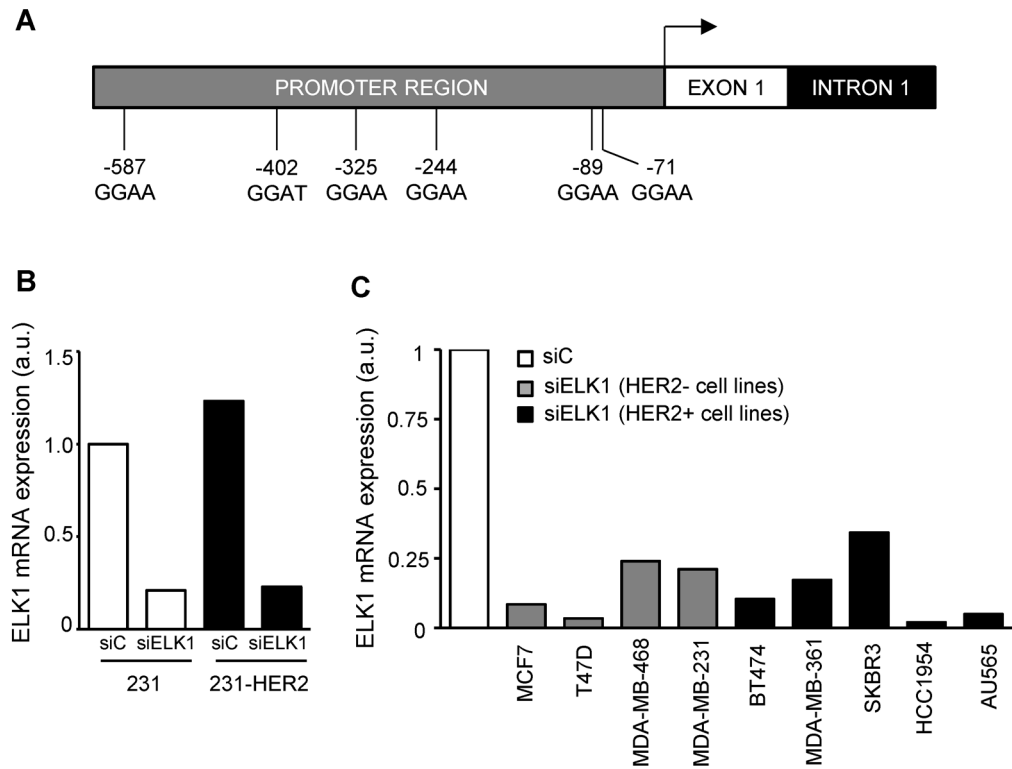 A
PROMOTER REGION EXON 1 INTRON 1
-587 -402 -325 -244 -89 -71
GGAA GGAT GGAA GGAA GGAA GGAA
B
ELK1 mRNA expression (a.u.)
1.5
1.0
0.5
0
siC siELK1 siC siELK1
231 231-HER2
C
ELK1 mRNA expression (a.u.)
1
0.75
0.5
0.25
0
siC
siELK1 (HER2- cell lines)
siELK1 (HER2+ cell lines)
MCF7
T47D
MDA-MB-468
MDA-MB-231
BT474
MDA-MB-361
SKBR3
HCC1954
AU565